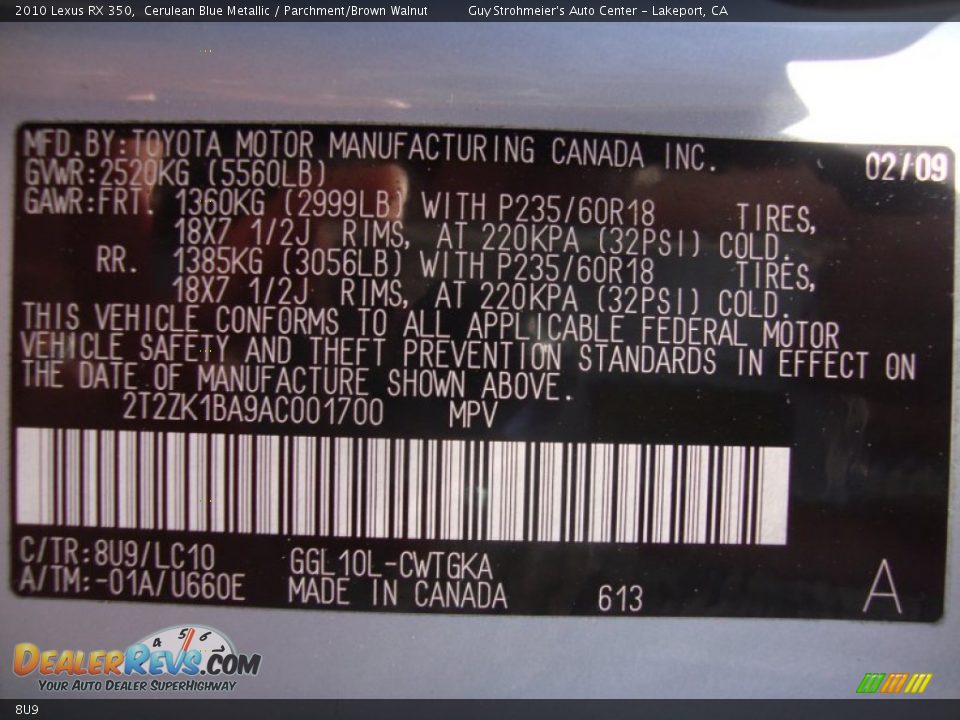 2010 Lexus RX 350, Cerulean Blue Metallic / Parchment/Brown Walnut Guy Strohmeier's Auto Center - Lakeport, CA
MFD.BY:TOYOTA MOTOR MANUFACTURING CANADA INC. 02/09
GVWR:2520KG (5560LB)
GAWR:FRT. 1360KG (2999LB) WITH P235/60R18 TIRES,
18X7 1/2J RIMS, AT 220KPA (32PSI) COLD.
RR. 1385KG (3056LB) WITH P235/60R18 TIRES,
18X7 1/2J RIMS, AT 220KPA (32PSI) COLD.
THIS VEHICLE CONFORMS TO ALL APPLICABLE FEDERAL MOTOR
VEHICLE SAFETY AND THEFT PREVENTION STANDARDS IN EFFECT ON
THE DATE OF MANUFACTURE SHOWN ABOVE.
2T2ZK1BA9AC001700 MPV
C/TR:8U9/LC10 GGL10L-CWTGKA
A/TM:-01A/U660E MADE IN CANADA 613 A
4 5 6 7
DEALERREVS.COM
YOUR AUTO DEALER SUPERHIGHWAY
8U9